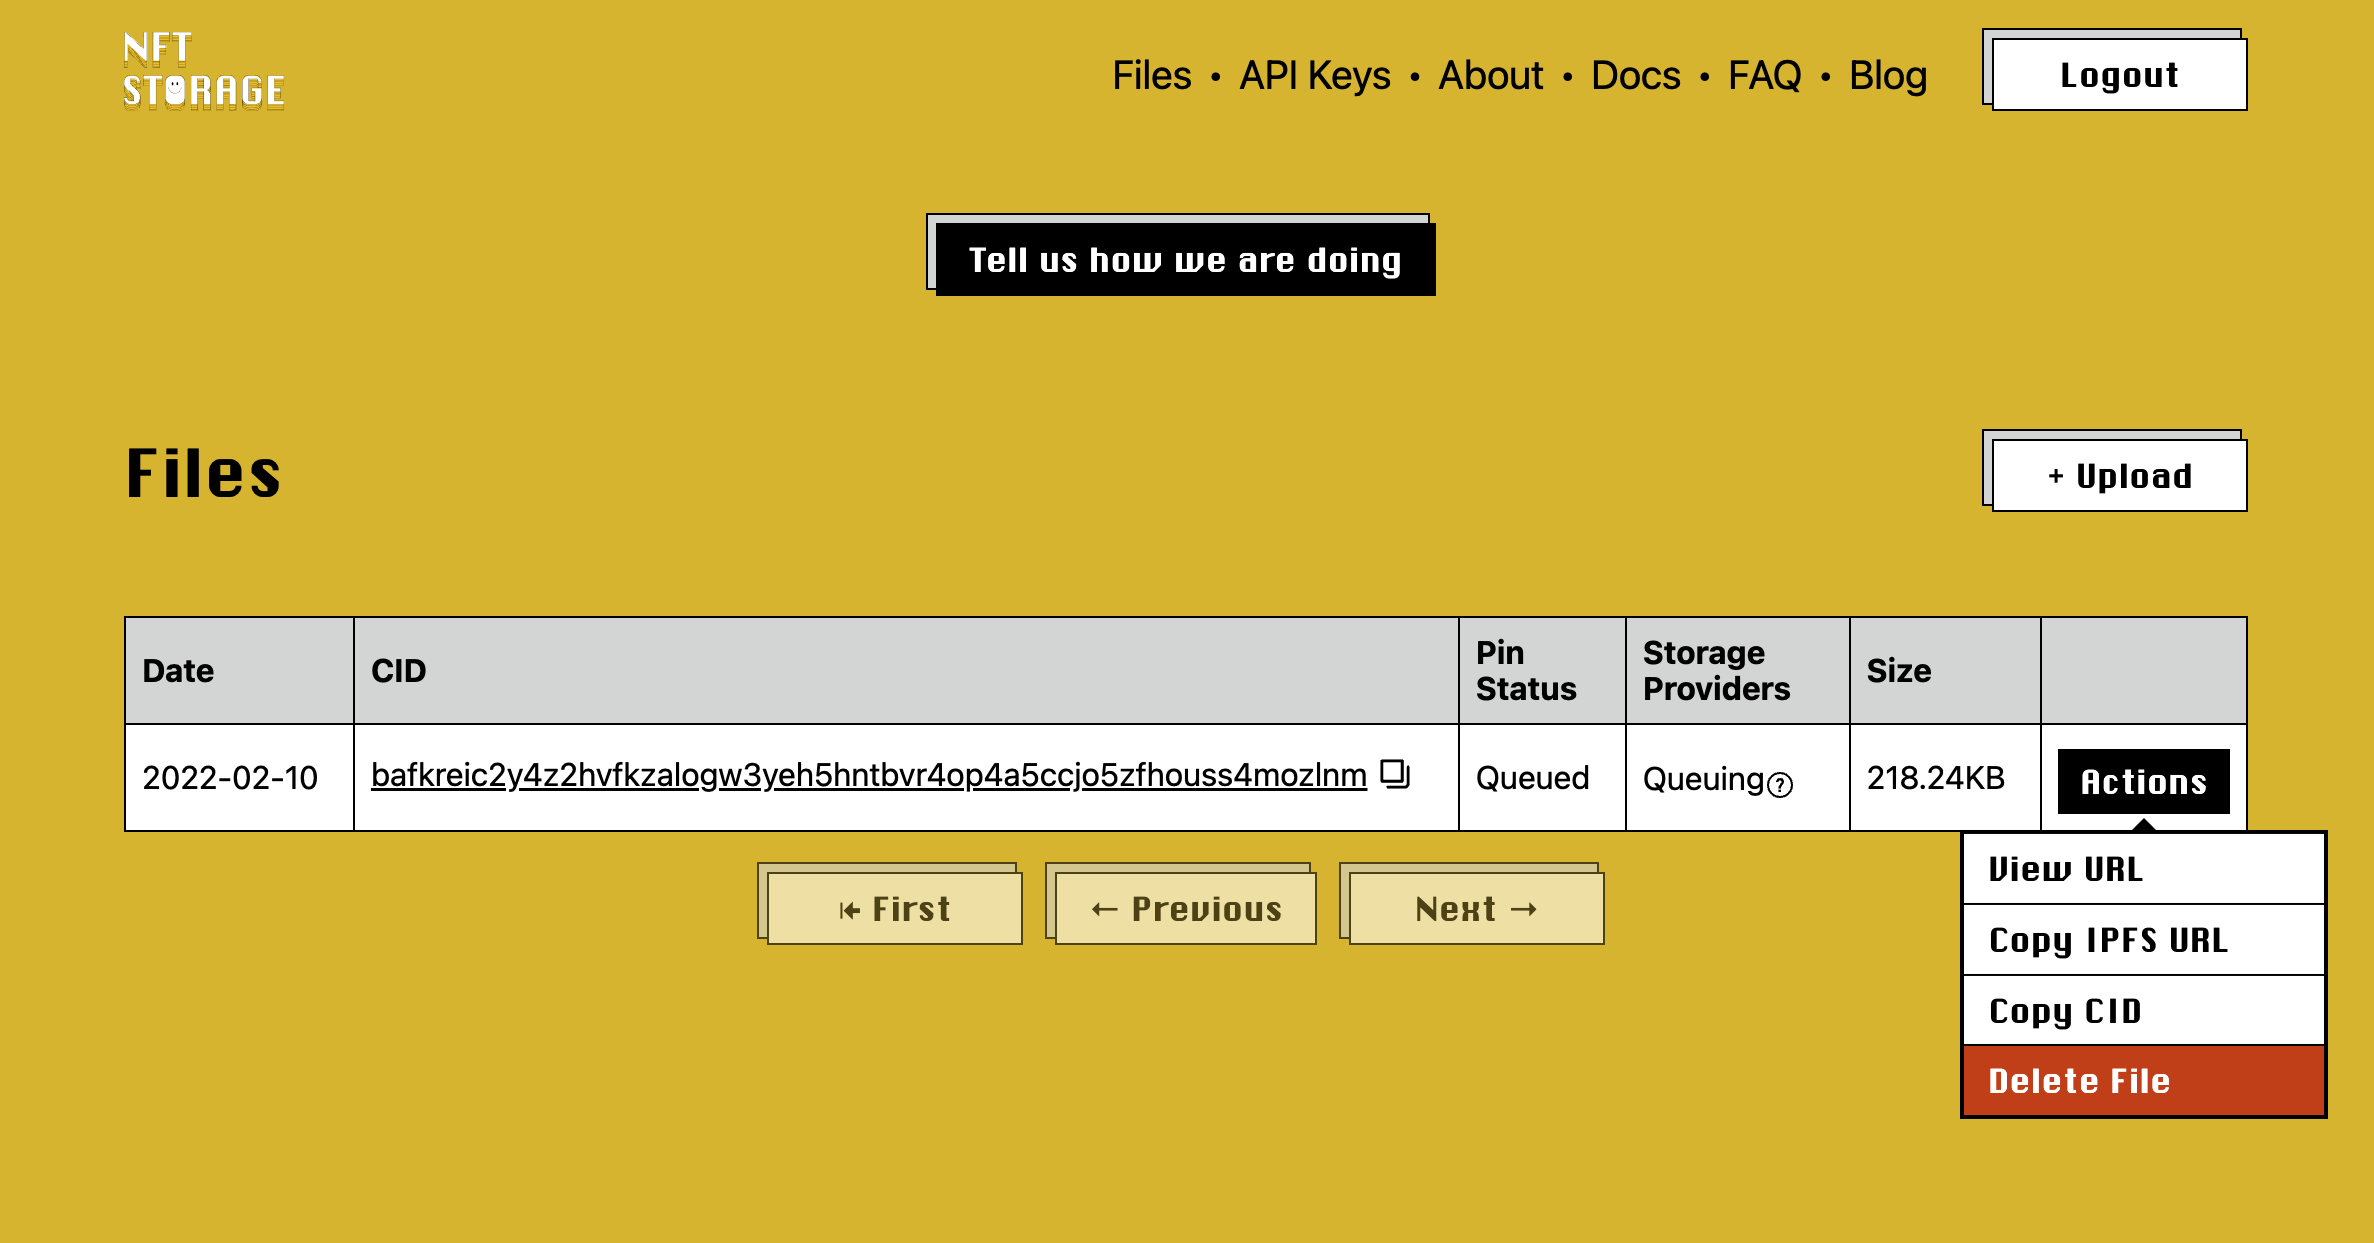 NFT
STORAGE
Files • API Keys • About • Docs • FAQ • Blog
Logout
Tell us how we are doing
Files
+ Upload
Date
CID
Pin
Status
Storage
Providers
Size
2022-02-10
bafkreic2y4z2hvfkzalogw3yeh5hntbvr4op4a5ccjo5zfhouss4mozlnm
Queued
Queuing?
218.24KB
Actions
View URL
Copy IPFS URL
Copy CID
Delete File
⇤ First
← Previous
Next →